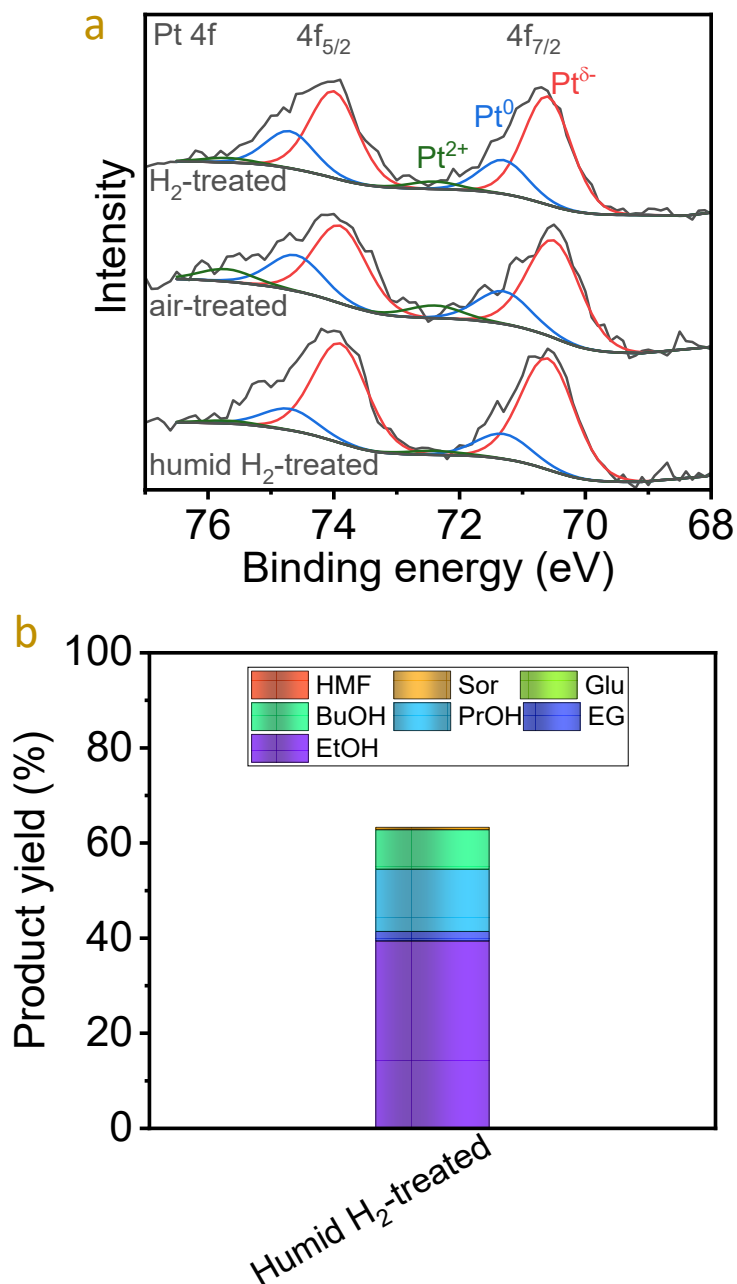 a
Pt 4f 4f5/2 4f7/2
Ptδ-
Pt0
Pt2+
H2-treated
air-treated
humid H2-treated
Intensity
76 74 72 70 68
Binding energy (eV)
b
100
80
60
40
20
0
Product yield (%)
HMF Sor Glu
BuOH PrOH EG
EtOH
Humid H2-treated